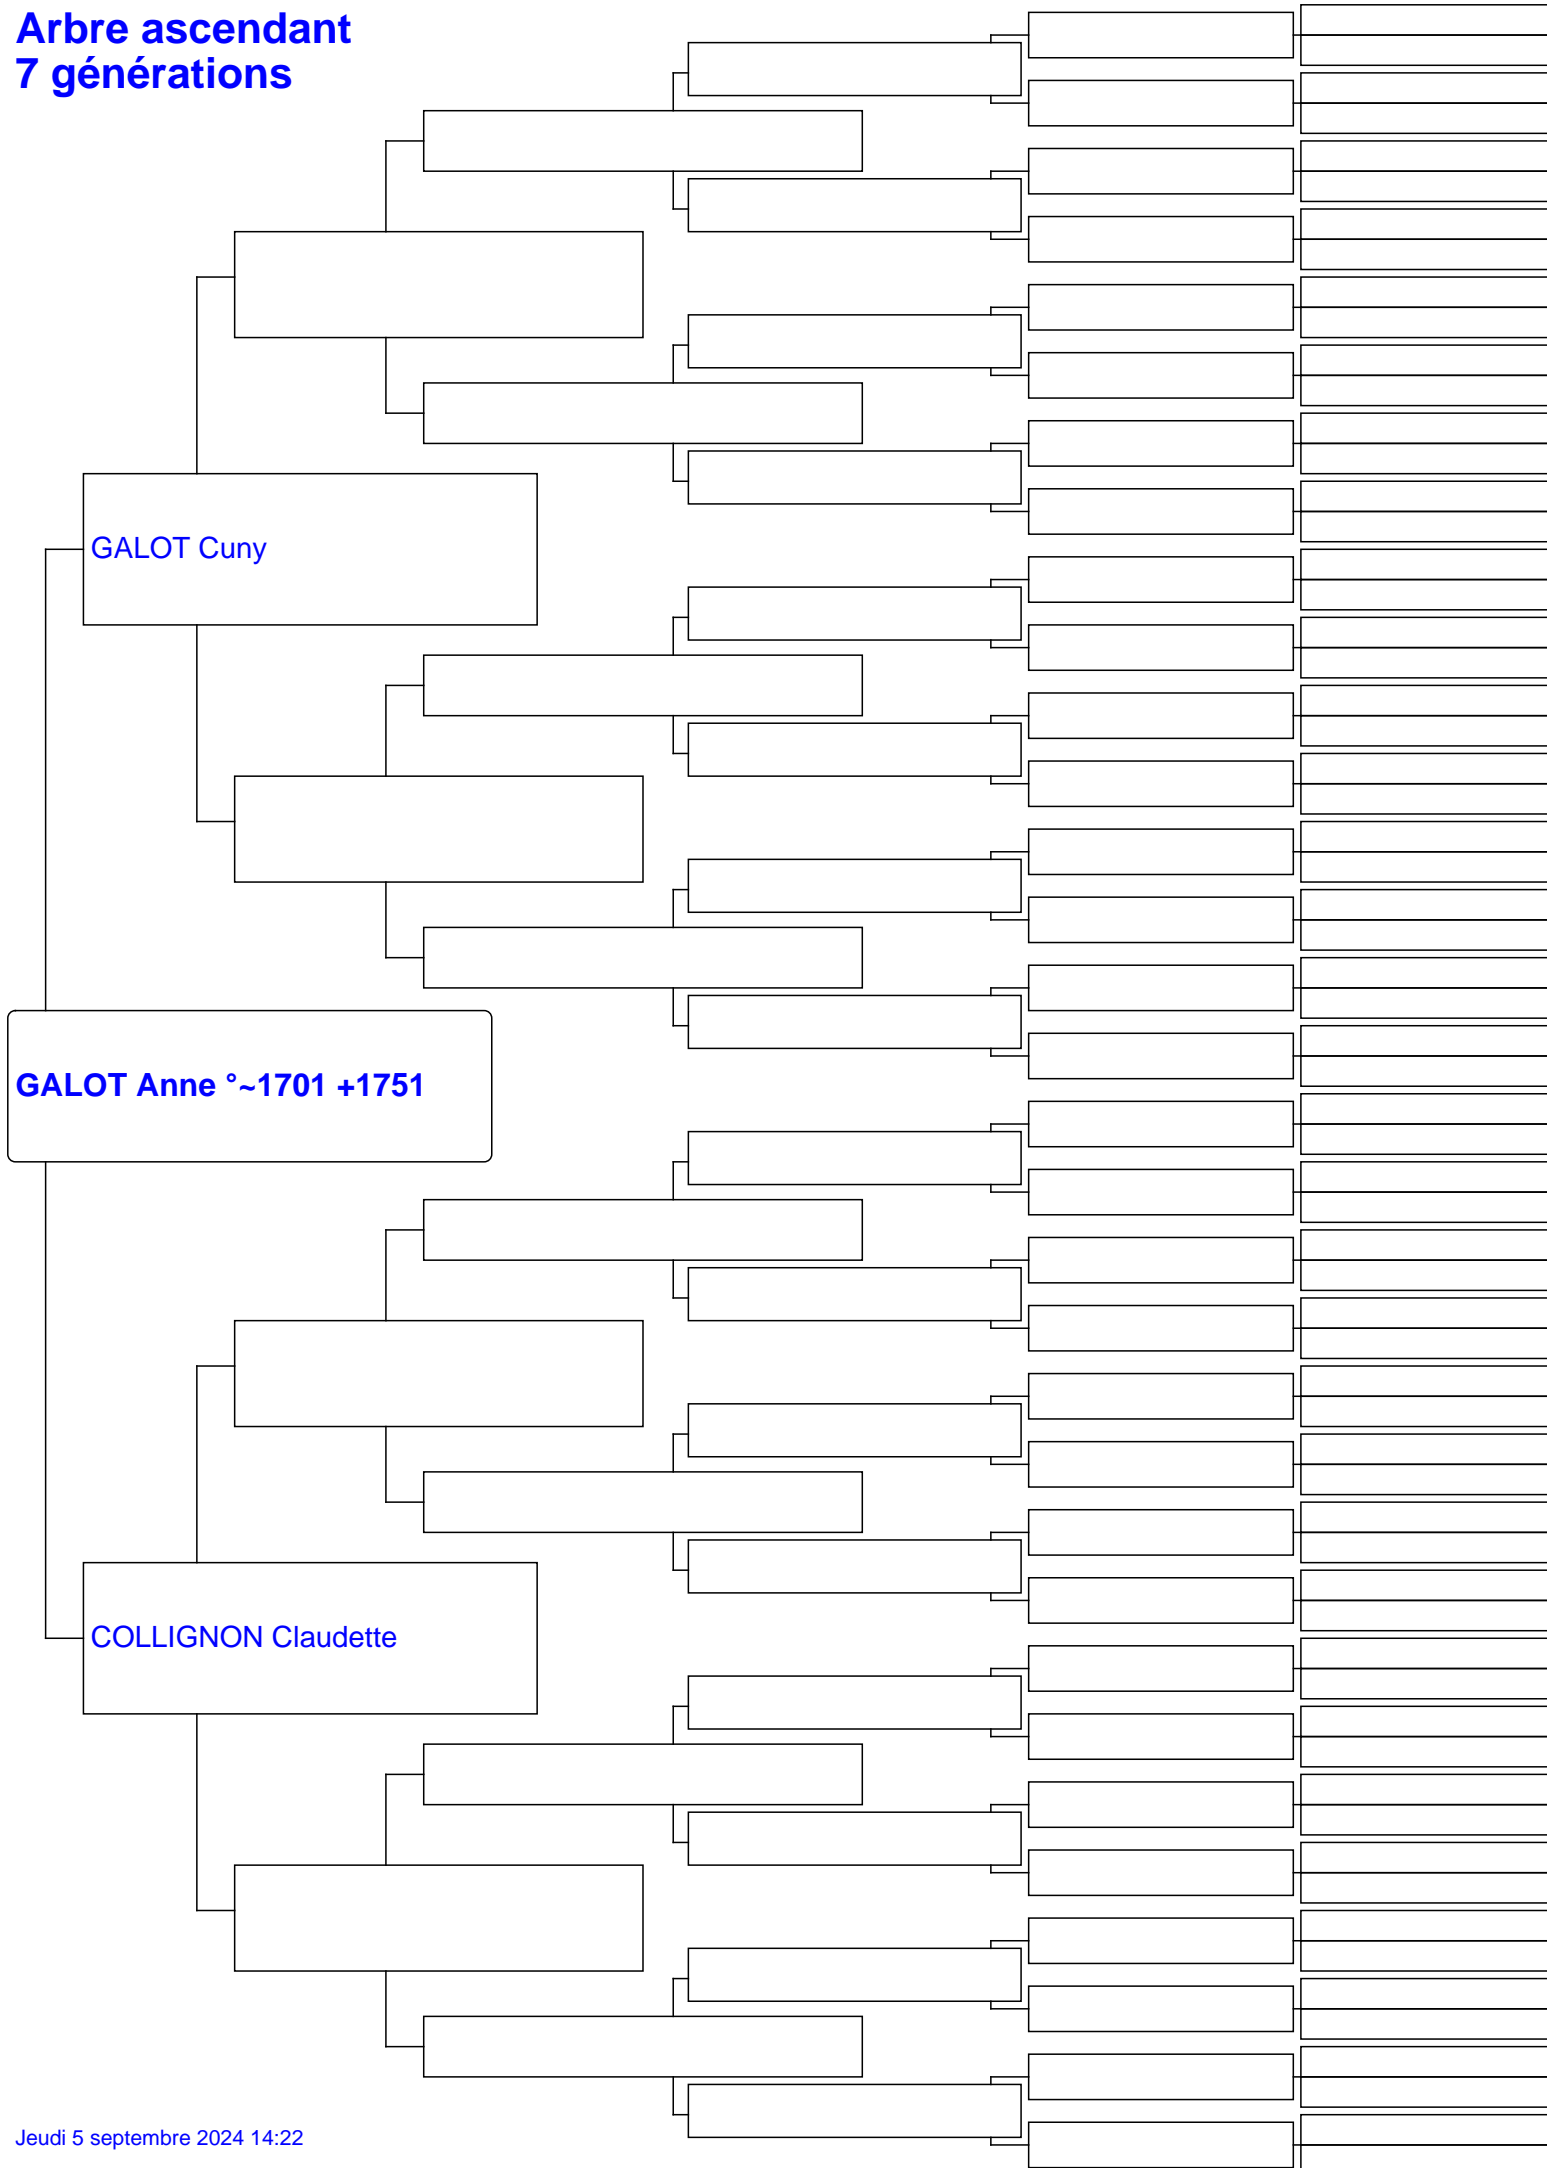 Arbre ascendant
7 générations
GALOT Cuny
GALOT Anne °~1701 +1751
COLLIGNON Claudette
Jeudi 5 septembre 2024 14:22